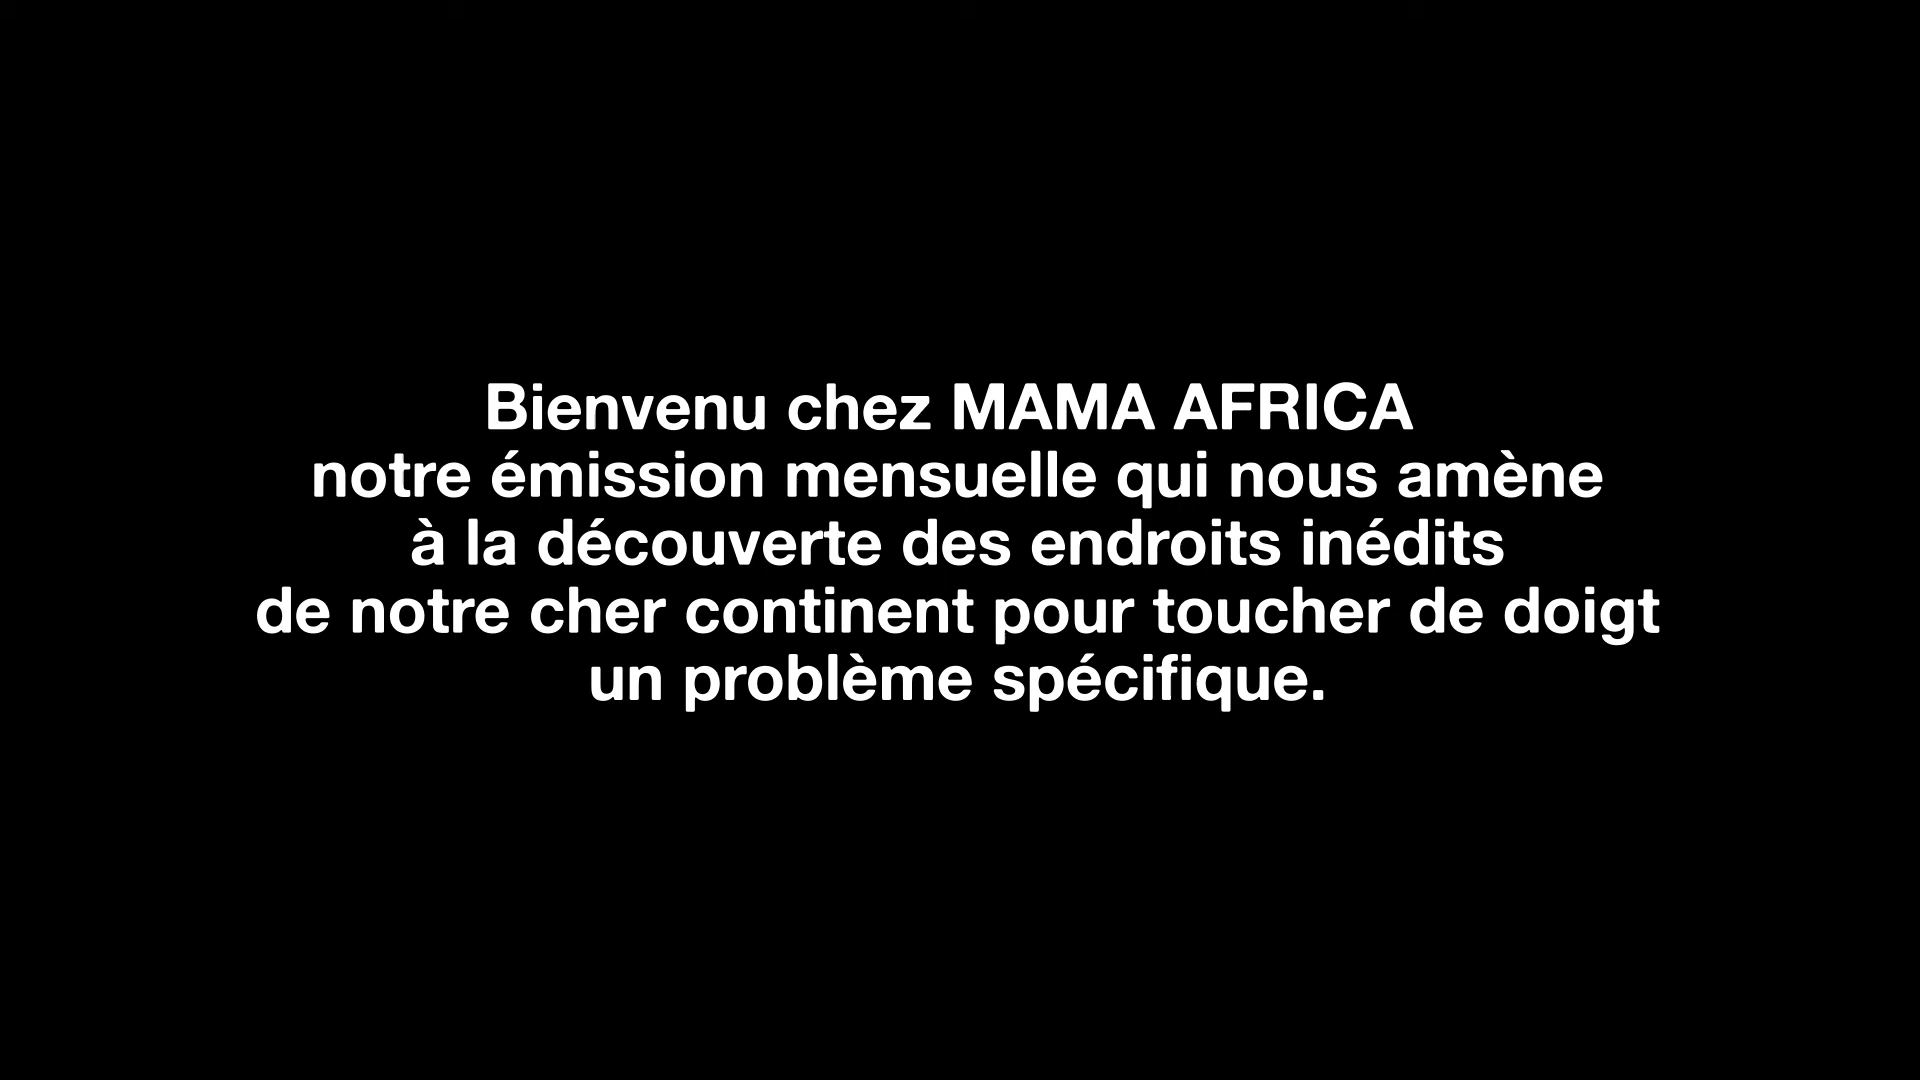 Bienvenu chez MAMA AFRICA
notre émission mensuelle qui nous amène
à la découverte des endroits inédits
de notre cher continent pour toucher de doigt
un problème spécifique.